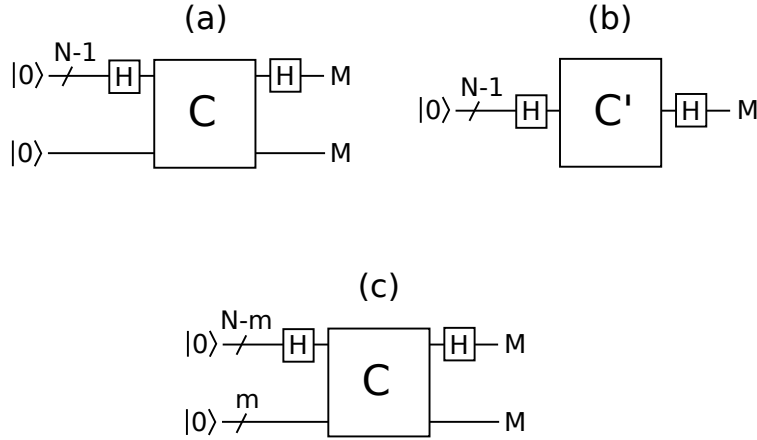 (a)
N-1
|0⟩ H C H M
|0⟩ M
(b)
N-1
|0⟩ H C' H M
(c)
N-m
|0⟩ H C H M
m
|0⟩ M